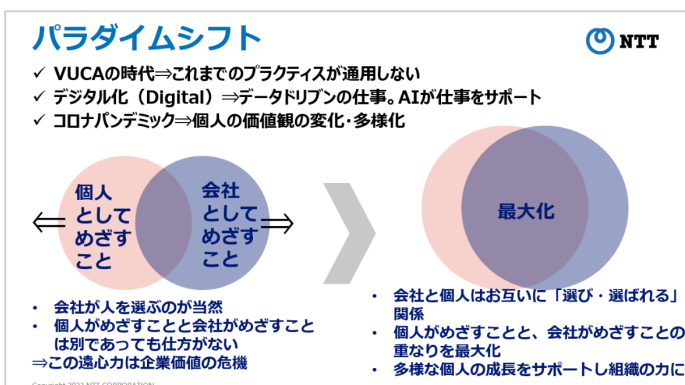 パラダイムシフト
NTT
✓ VUCAの時代⇒これまでのプラクティスが通用しない
✓ デジタル化（Digital）⇒データドリブンの仕事。AIが仕事をサポート
✓ コロナパンデミック⇒個人の価値観の変化・多様化
個人
として
めざす
こと
会社
として
めざす
こと
最大化
• 会社が人を選ぶのが当然
• 個人がめざすことと会社がめざすこと
は別であっても仕方がない
⇒この遠心力は企業価値の危機
• 会社と個人はお互いに「選び・選ばれる」
関係
• 個人がめざすことと、会社がめざすことの
重なりを最大化
• 多様な個人の成長をサポートし組織の力に
Copyright 2022 NTT CORPORATION